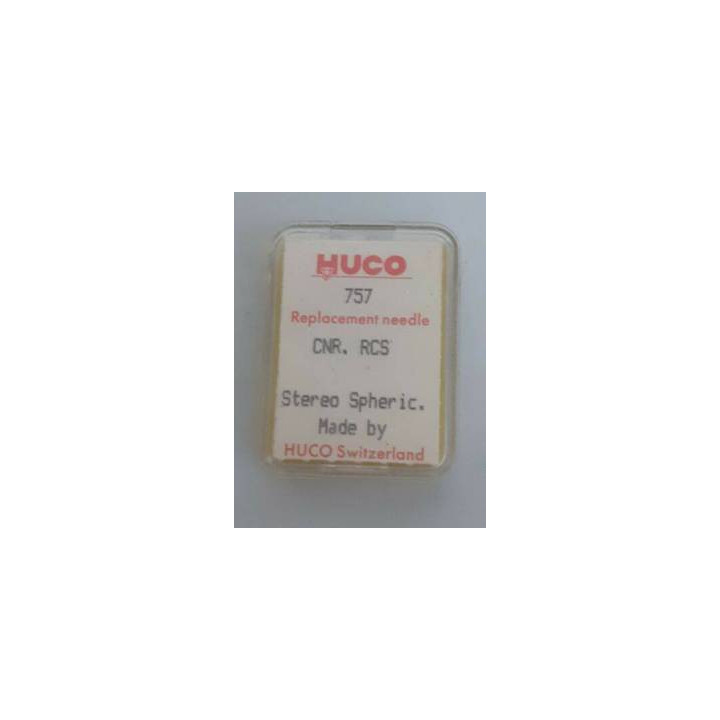 HUCO
757
Replacement needle
CNR. RCS
Stereo Spheric.
Made by
HUCO Switzerland